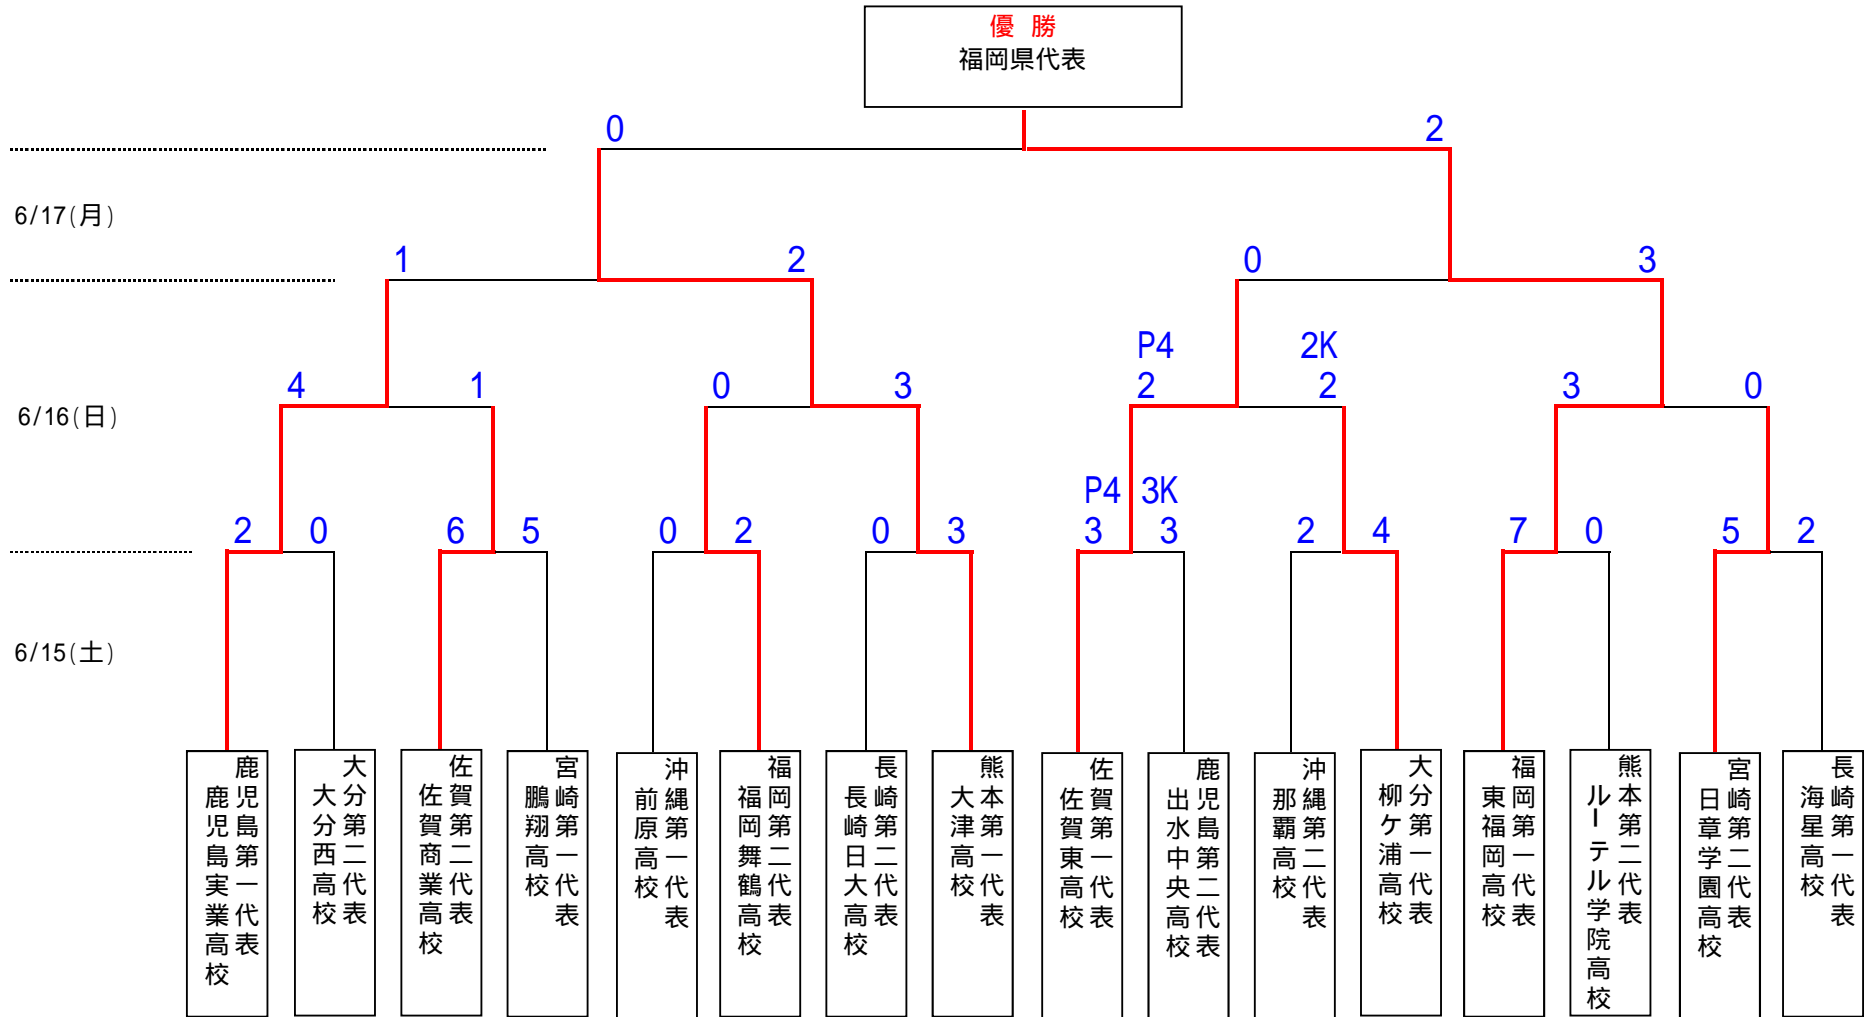 優 勝
福岡県代表
0
2
6/17(月)
1
2
0
3
P4
2K
4
1
0
3
2
2
3
0
6/16(日)
P4
3K
2
0
6
5
0
2
0
3
3
3
2
4
7
0
5
2
6/15(土)
鹿児島第一代表
鹿児島実業高校
大分第二代表
大分西高校
佐賀第二代表
佐賀商業高校
宮崎第一代表
鵬翔高校
沖縄第一代表
前原高校
福岡第二代表
福岡舞鶴高校
長崎第二代表
長崎日大高校
熊本第一代表
大津高校
佐賀第一代表
佐賀東高校
鹿児島第二代表
出水中央高校
沖縄第二代表
那覇高校
大分第一代表
柳ケ浦高校
福岡第一代表
東福岡高校
熊本第二代表
ルーテル学院高校
宮崎第二代表
日章学園高校
長崎第一代表
海星高校